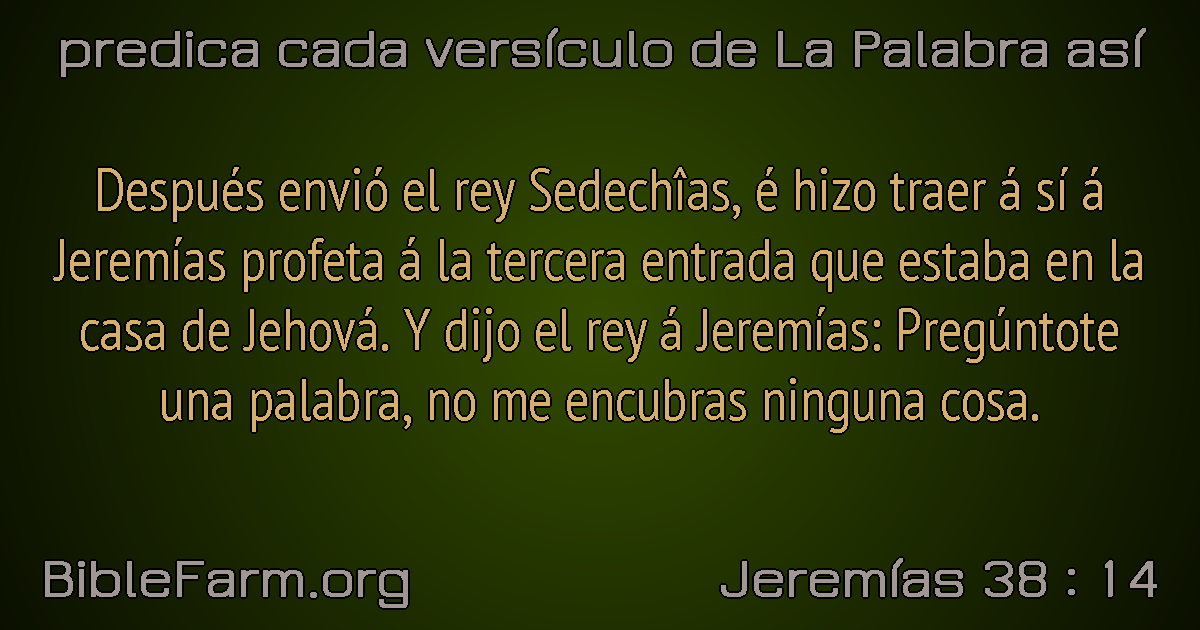 predica cada versículo de La Palabra así
Después envió el rey Sedechîas, é hizo traer á sí á
Jeremías profeta á la tercera entrada que estaba en la
casa de Jehová. Y dijo el rey á Jeremías: Pregúntote
una palabra, no me encubras ninguna cosa.
BibleFarm.org
Jeremías 38 : 14